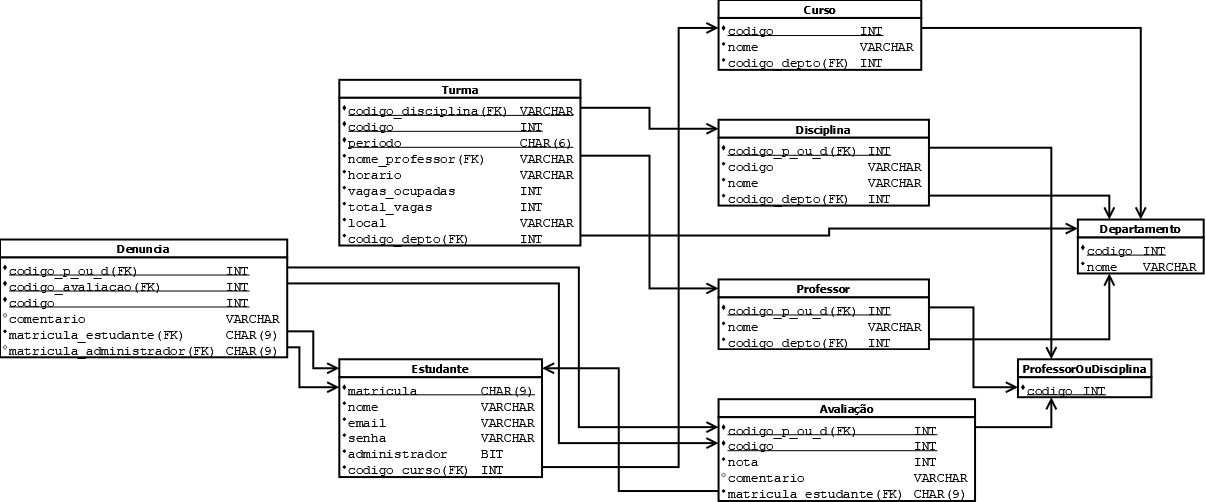 Curso
codigo INT
nome VARCHAR
codigo_depto(FK) INT
Turma
codigo_disciplina(FK) VARCHAR
codigo INT
periodo CHAR(6)
nome_professor(FK) VARCHAR
horario VARCHAR
vagas_ocupadas INT
total_vagas INT
local VARCHAR
codigo_depto(FK) INT
Disciplina
codigo_p_ou_d(FK) INT
codigo VARCHAR
nome VARCHAR
codigo_depto(FK) INT
Departamento
codigo INT
nome VARCHAR
Denuncia
codigo_p_ou_d(FK) INT
codigo_avaliacao(FK) INT
codigo INT
comentario VARCHAR
matricula_estudante(FK) CHAR(9)
matricula_administrador(FK) CHAR(9)
Professor
codigo_p_ou_d(FK) INT
nome VARCHAR
codigo_depto(FK) INT
Estudante
matricula CHAR(9)
nome VARCHAR
email VARCHAR
senha VARCHAR
administrador BIT
codigo_curso(FK) INT
ProfessorOuDisciplina
codigo INT
Avaliação
codigo_p_ou_d(FK) INT
codigo INT
nota INT
comentario VARCHAR
matricula_estudante(FK) CHAR(9)